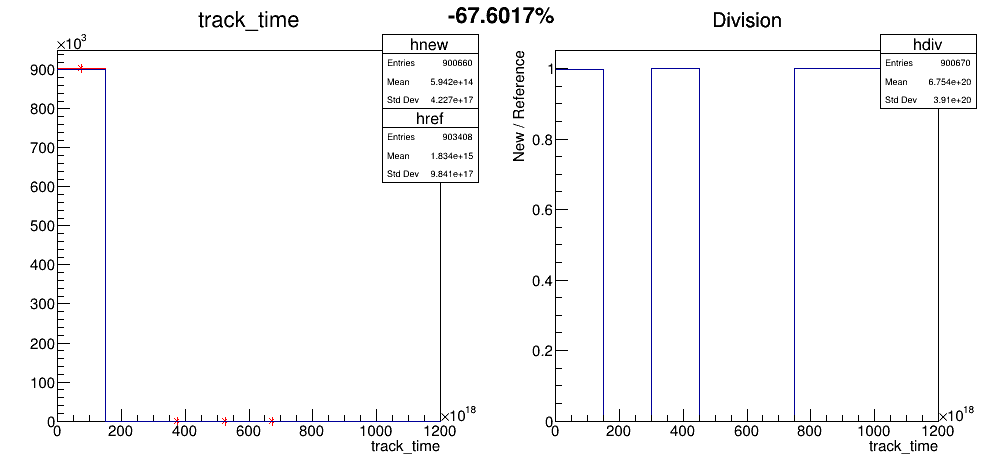 -67.6017%
track_time
×10³
hnew
Entries 900660
Mean 5.942e+14
Std Dev 4.227e+17
href
Entries 903408
Mean 1.834e+15
Std Dev 9.841e+17
900
800
700
600
500
400
300
200
100
0
0 200 400 600 800 1000 1200
×10¹⁸
track_time
Division
hdiv
Entries 900670
Mean 6.754e+20
Std Dev 3.91e+20
New / Reference
1
0.8
0.6
0.4
0.2
0
0 200 400 600 800 1000 1200
×10¹⁸
track_time